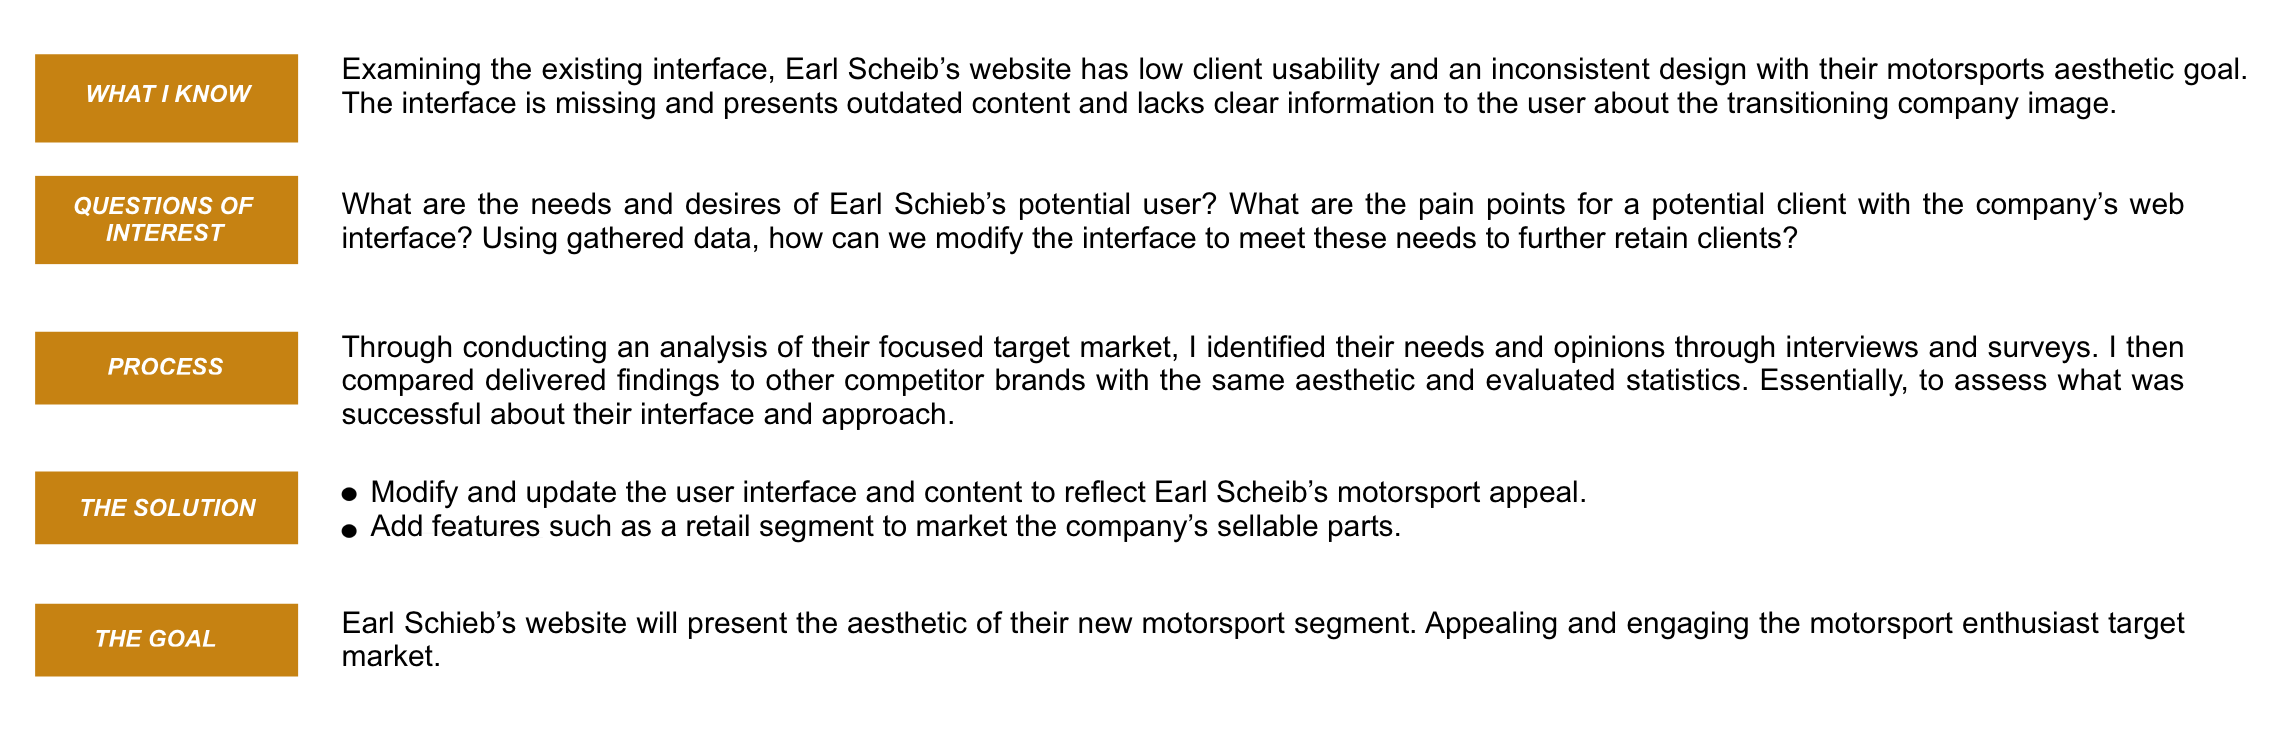 WHAT I KNOW
Examining the existing interface, Earl Scheib’s website has low client usability and an inconsistent design with their motorsports aesthetic goal.
The interface is missing and presents outdated content and lacks clear information to the user about the transitioning company image.
QUESTIONS OF
INTEREST
What are the needs and desires of Earl Schieb’s potential user? What are the pain points for a potential client with the company’s web
interface? Using gathered data, how can we modify the interface to meet these needs to further retain clients?
PROCESS
Through conducting an analysis of their focused target market, I identified their needs and opinions through interviews and surveys. I then
compared delivered findings to other competitor brands with the same aesthetic and evaluated statistics. Essentially, to assess what was
successful about their interface and approach.
THE SOLUTION
● Modify and update the user interface and content to reflect Earl Scheib’s motorsport appeal.
● Add features such as a retail segment to market the company’s sellable parts.
THE GOAL
Earl Schieb’s website will present the aesthetic of their new motorsport segment. Appealing and engaging the motorsport enthusiast target
market.